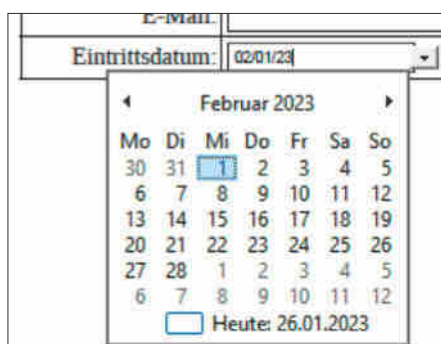 E-Mail:
Eintrittsdatum: 02/01/23
Februar 2023
Mo Di Mi Do Fr Sa So
30 31 1 2 3 4 5
6 7 8 9 10 11 12
13 14 15 16 17 18 19
20 21 22 23 24 25 26
27 28 1 2 3 4 5
6 7 8 9 10 11 12
Heute: 26.01.2023